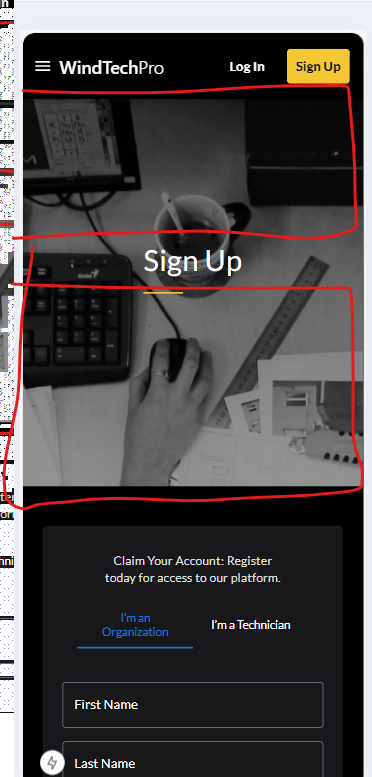 WindTechPro
Log In
Sign Up
Sign Up
Claim Your Account: Register
today for access to our platform.
I'm an
Organization
I'm a Technician
First Name
Last Name